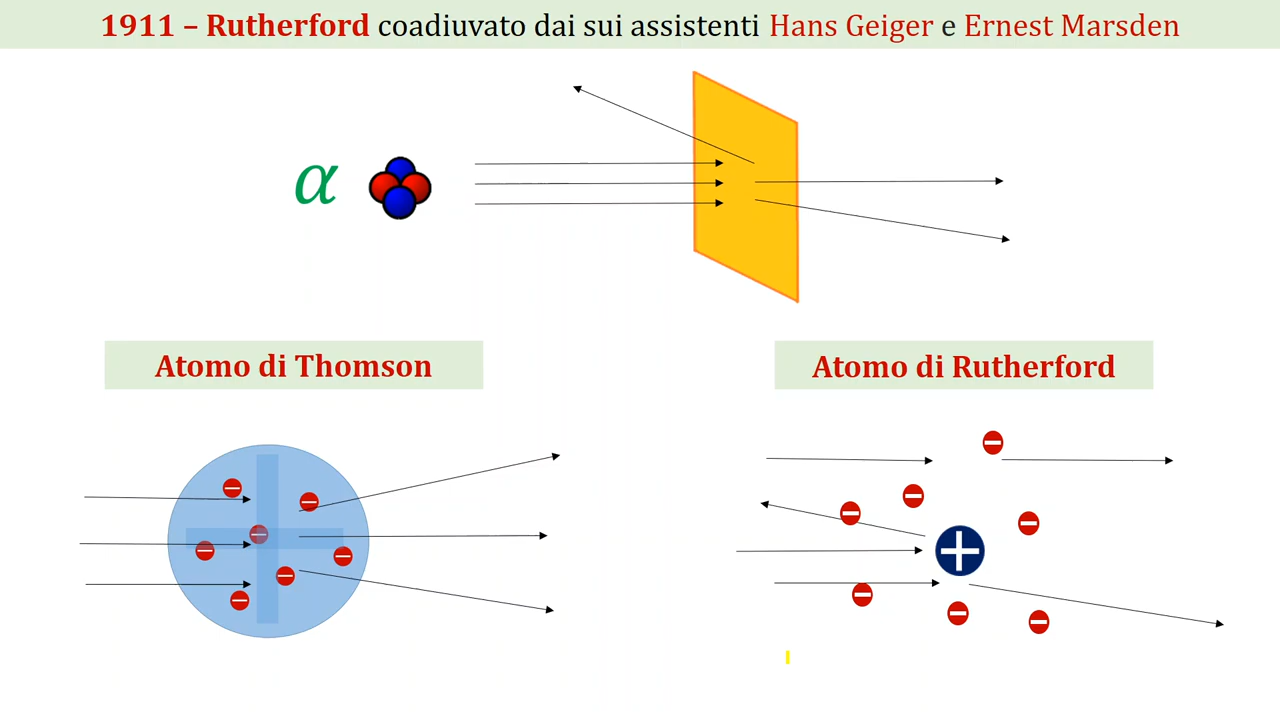 1911 – Rutherford coadiuvato dai sui assistenti Hans Geiger e Ernest Marsden
α
Atomo di Thomson
Atomo di Rutherford